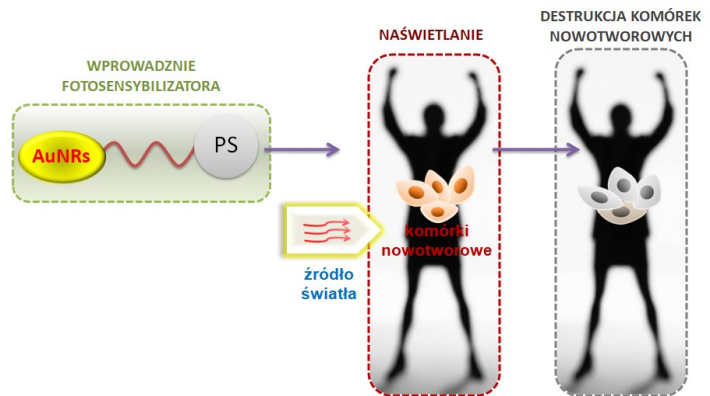 WPROWADZNIE
FOTOSENSYBILIZATORA
AuNRs
PS
NAŚWIETLANIE
źródło
światła
komórki
nowotworowe
DESTRUKCJA KOMÓREK
NOWOTWOROWYCH